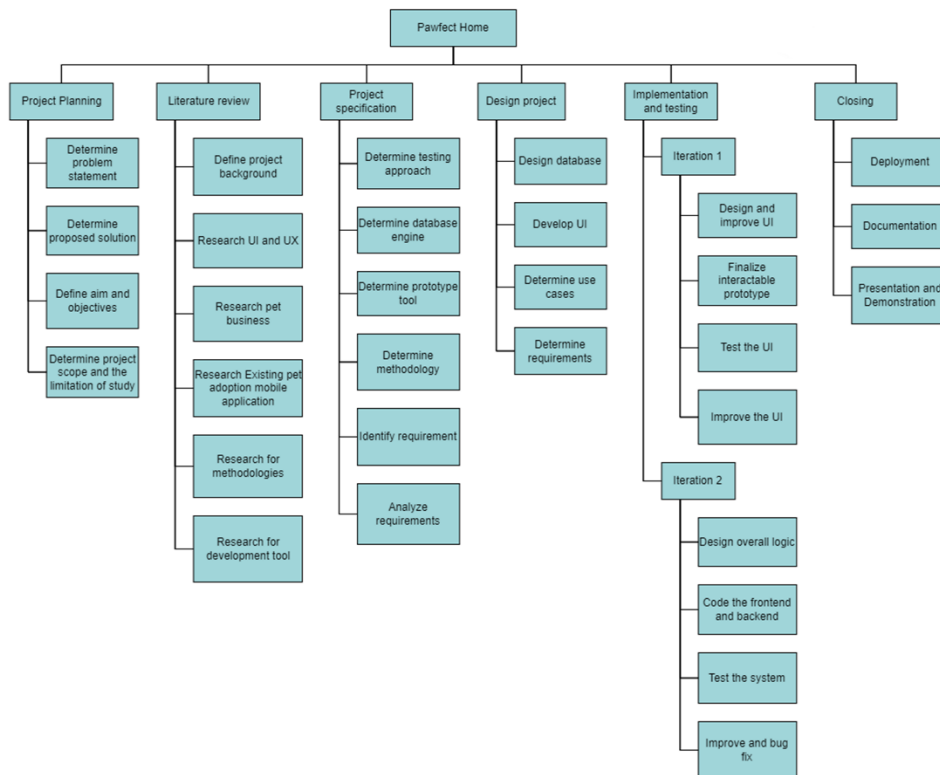 Pawfect Home
Project Planning
Determine
problem
statement
Determine
proposed solution
Define aim and
objectives
Determine project
scope and the
limitation of study
Literature review
Define project
background
Research UI and UX
Research pet
business
Research Existing pet
adoption mobile
application
Research for
methodologies
Research for
development tool
Project
specification
Determine testing
approach
Determine database
engine
Determine prototype
tool
Determine
methodology
Identify requirement
Analyze
requirements
Design project
Design database
Develop UI
Determine use
cases
Determine
requirements
Implementation
and testing
Iteration 1
Design and
improve UI
Finalize
interactable
prototype
Test the UI
Improve the UI
Iteration 2
Design overall logic
Code the frontend
and backend
Test the system
Improve and bug
fix
Closing
Deployment
Documentation
Presentation and
Demonstration